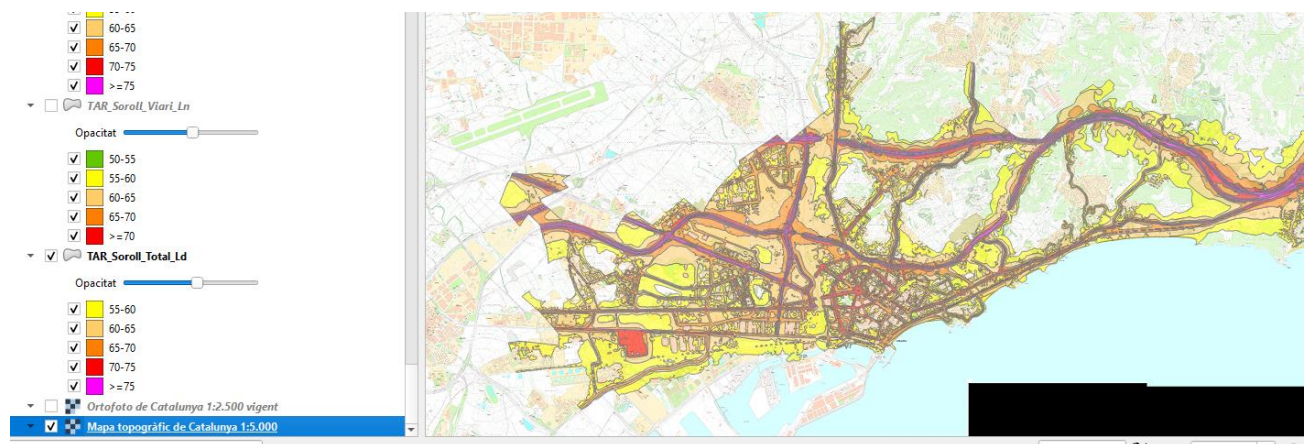 60-65
65-70
70-75
>=75
TAR_Soroll_Viari_Ln
Opacitat
50-55
55-60
60-65
65-70
>=70
TAR_Soroll_Total_Ld
Opacitat
55-60
60-65
65-70
70-75
>=75
Ortofoto de Catalunya 1:2.500 vigent
Mapa topogràfic de Catalunya 1:5.000